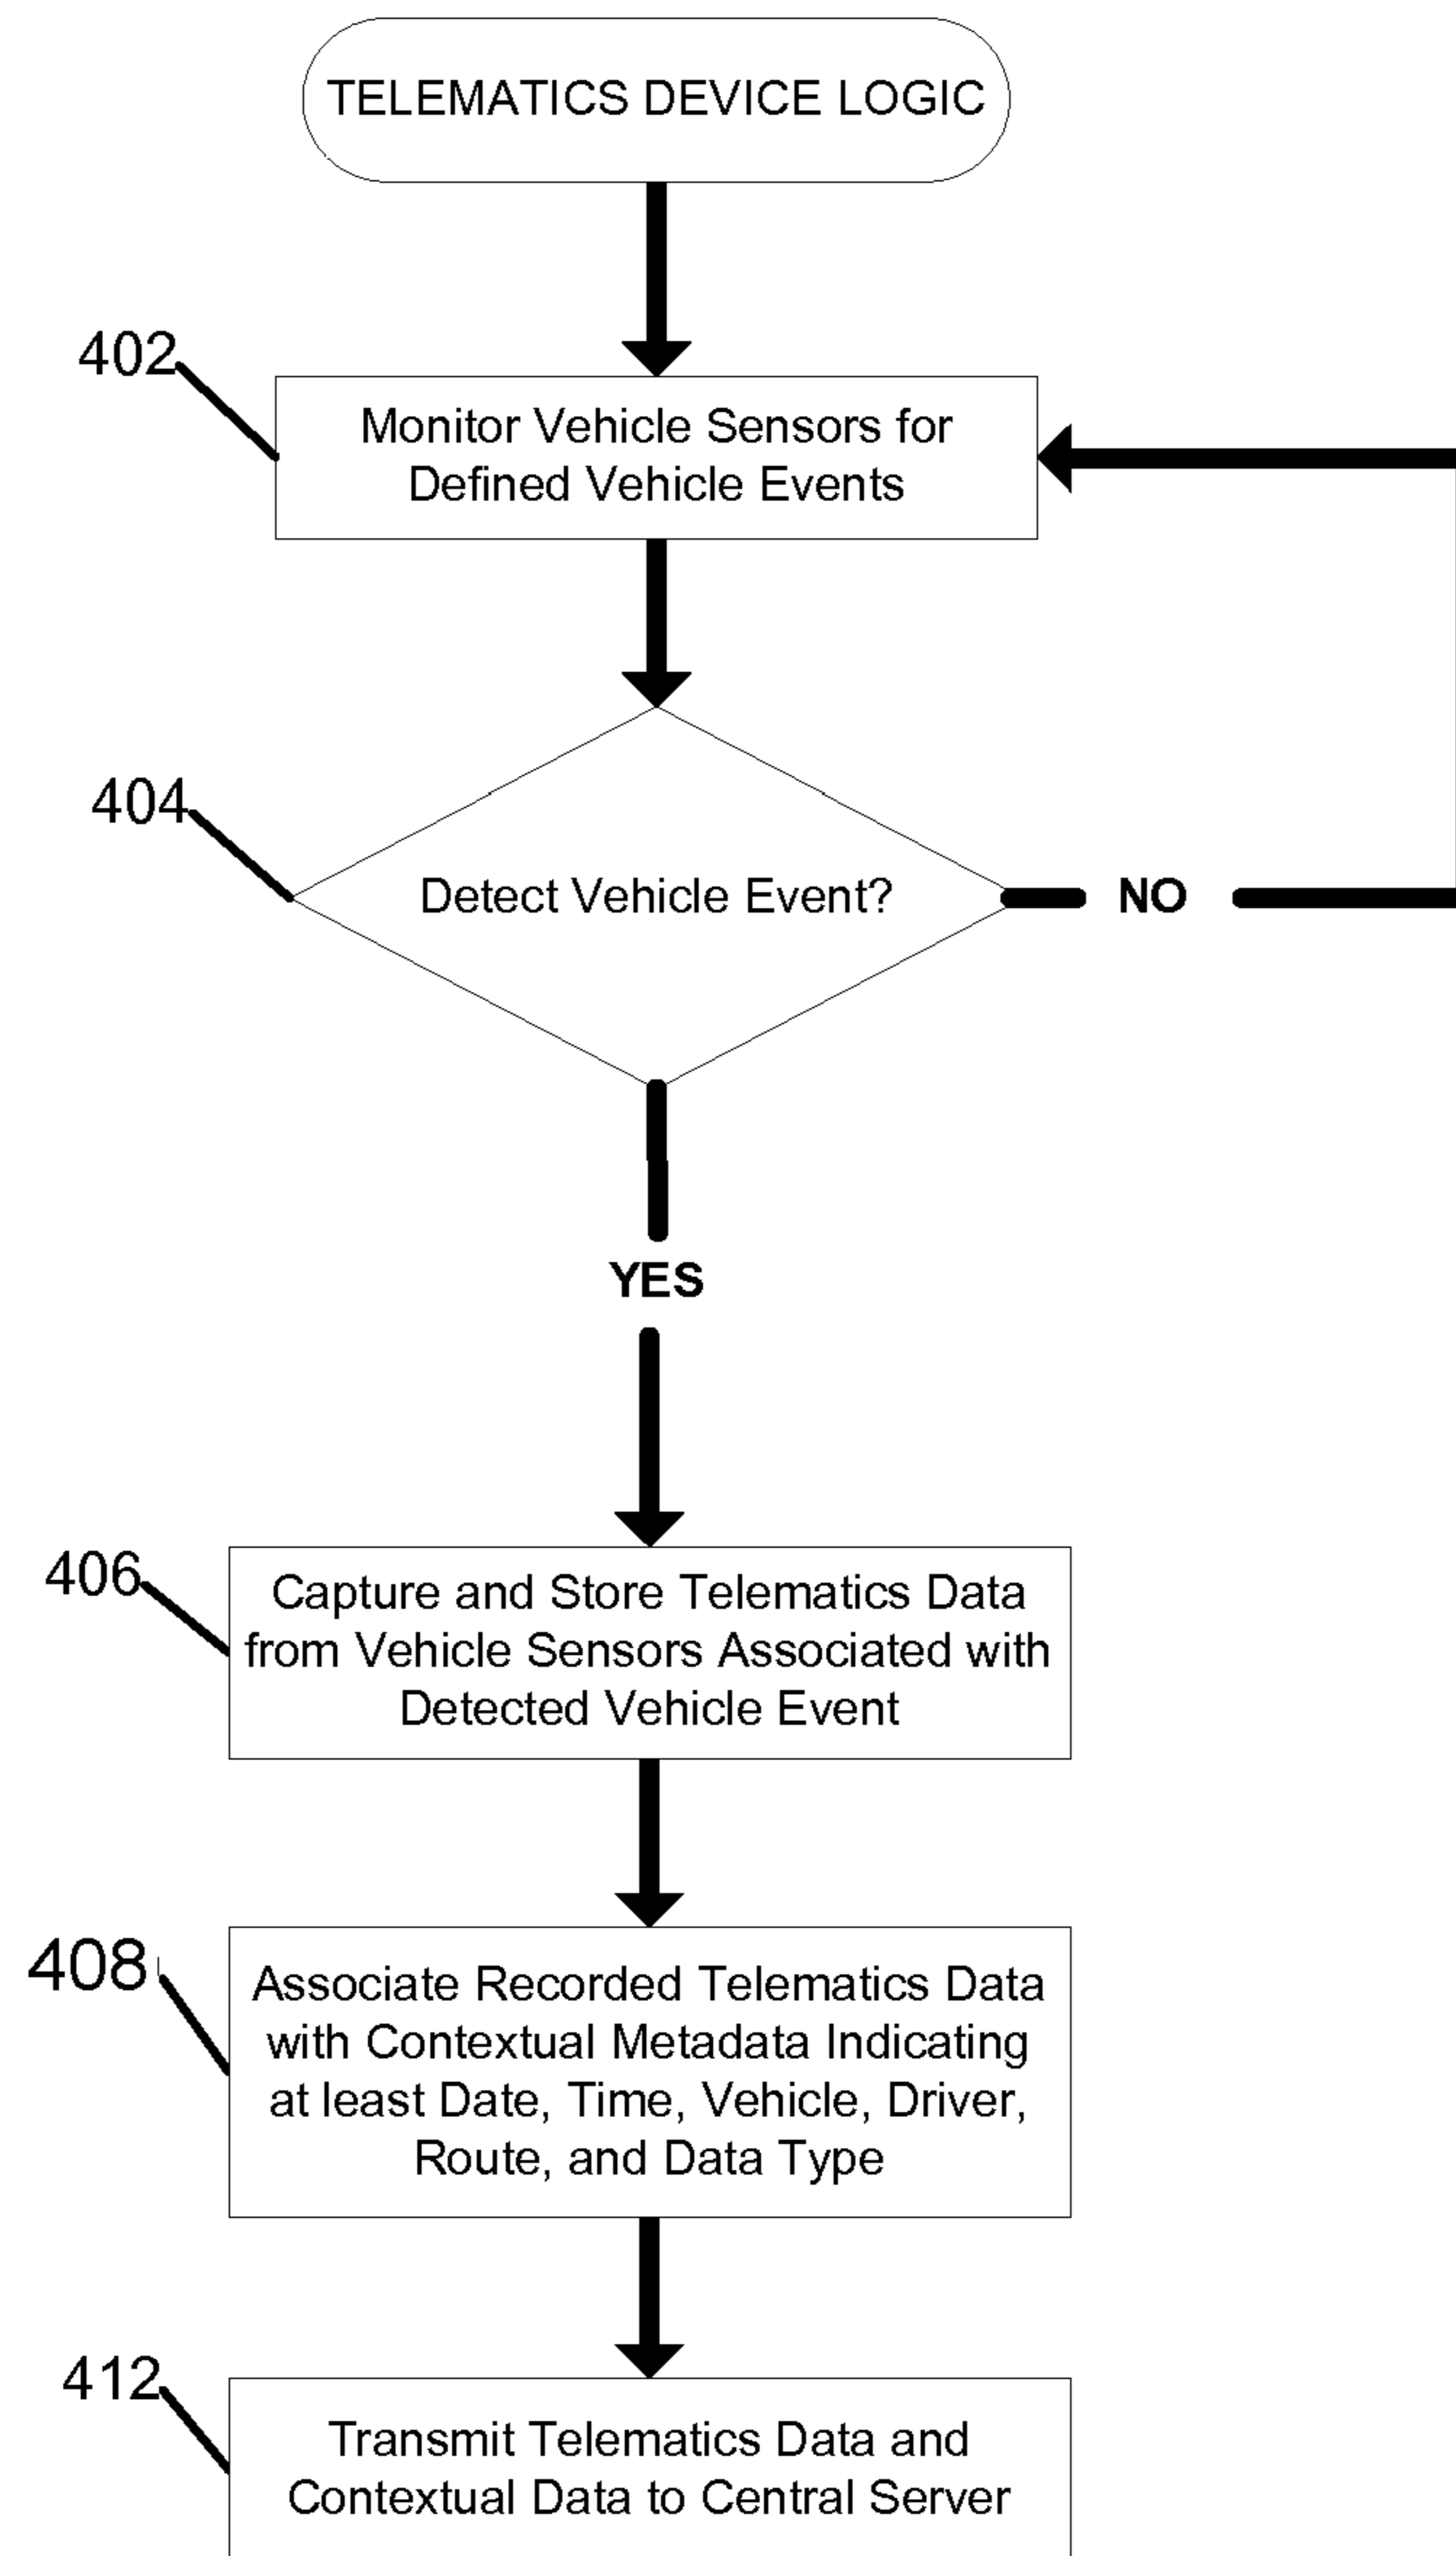 TELEMATICS DEVICE LOGIC
402
Monitor Vehicle Sensors for
Defined Vehicle Events
404
Detect Vehicle Event?
NO
YES
406
Capture and Store Telematics Data
from Vehicle Sensors Associated with
Detected Vehicle Event
408
Associate Recorded Telematics Data
with Contextual Metadata Indicating
at least Date, Time, Vehicle, Driver,
Route, and Data Type
412
Transmit Telematics Data and
Contextual Data to Central Server